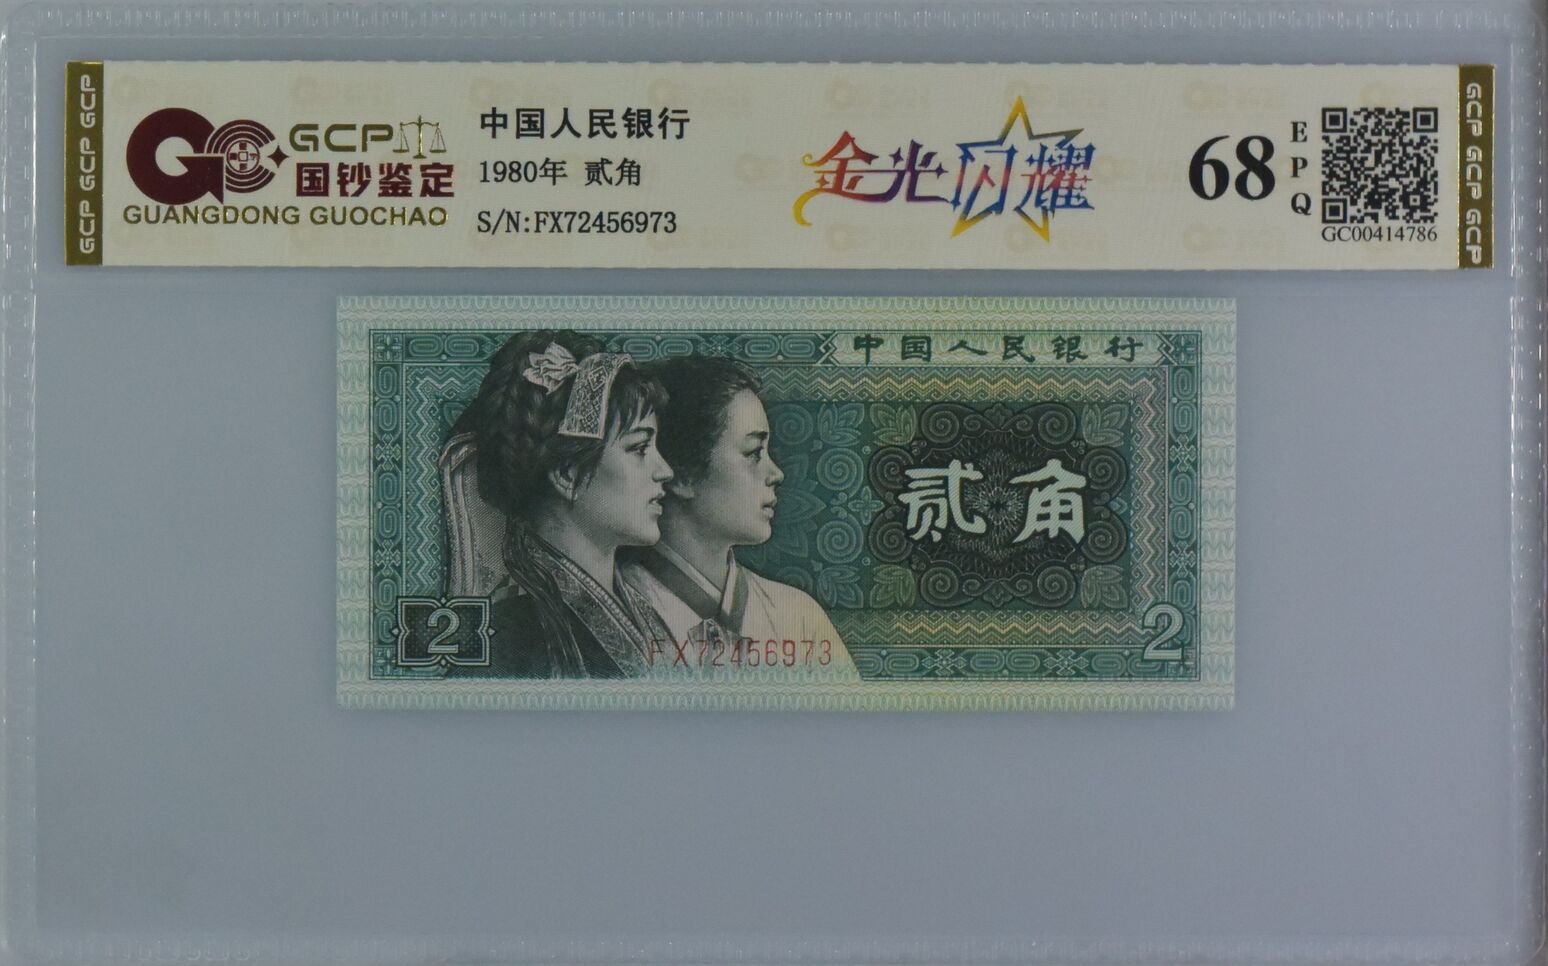 GCP GCP GCP GCP
GCP
国钞鉴定
GUANGDONG GUOCHAO
中国人民银行
1980年 贰角
S/N:FX72456973
金光闪耀
68
EPQ
GC00414786
GCP GCP GCP
中国人民银行
贰角
2
FX72456973
2